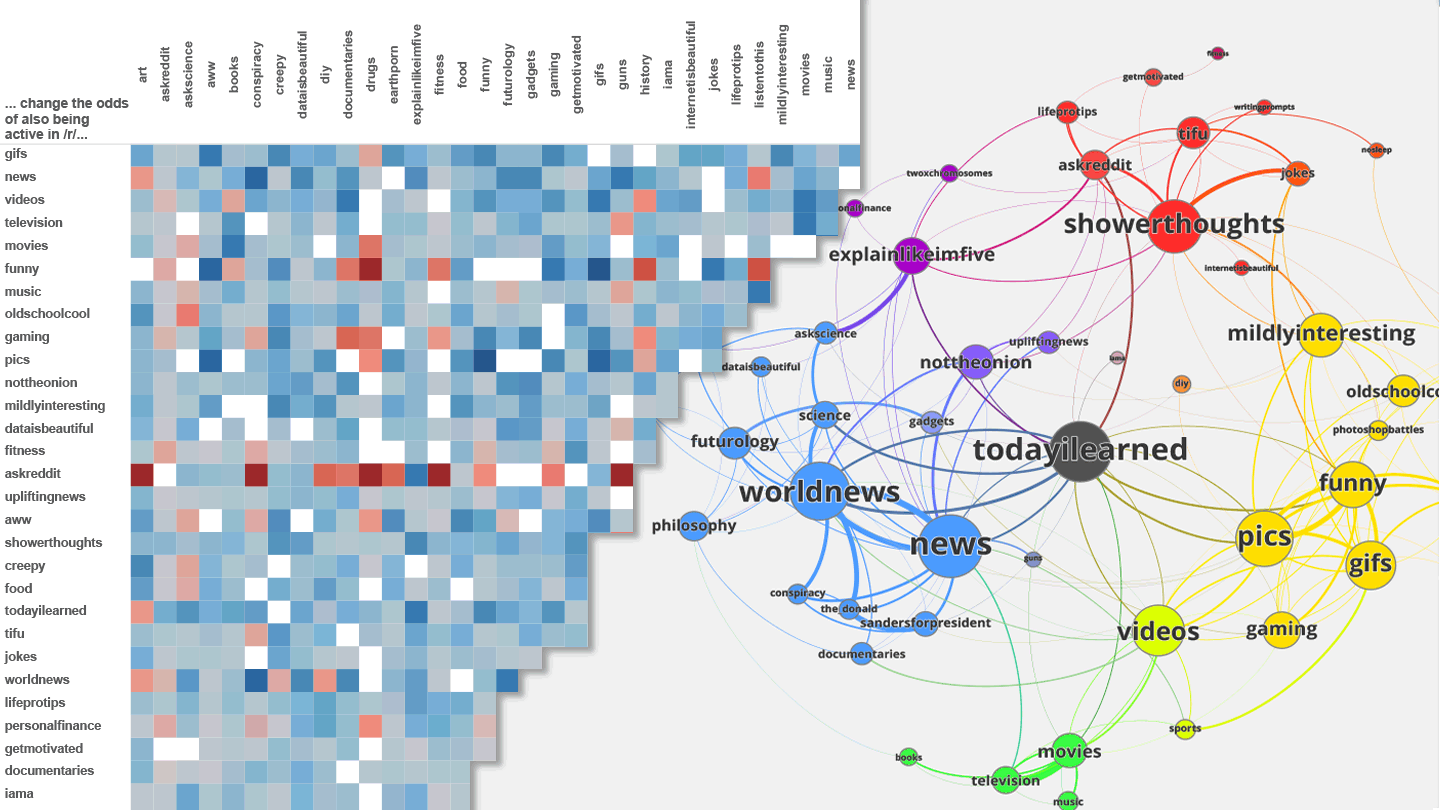 art
askreddit
askscience
aww
books
conspiracy
creepy
dataisbeautiful
diy
documentaries
drugs
earthporn
explainlikeimfive
fitness
food
funny
futurology
gadgets
gaming
getmotivated
gifs
guns
history
iama
internetisbeautiful
jokes
lifeprotips
listentothis
mildlyinteresting
movies
music
news
... change the odds
of also being
active in /r/...
gifs
news
videos
television
movies
funny
music
oldschoolcool
gaming
pics
nottheonion
mildlyinteresting
dataisbeautiful
fitness
askreddit
upliftingnews
aww
showerthoughts
creepy
food
todayilearned
tifu
jokes
worldnews
lifeprotips
personalfinance
getmotivated
documentaries
iama
fitness
getmotivated
lifeprotips
writingprompts
tifu
nosleep
askreddit
jokes
twoxchromosomes
onalfinance
showerthoughts
explainlikeimfive
internetisbeautiful
askscience
mildlyinteresting
upliftingnews
nottheonion
iama
dataisbeautiful
diy
oldschoolco
science
gadgets
photoshopbattles
futurology
todayilearned
funny
worldnews
philosophy
pics
news
guns
gifs
conspiracy
the_donald
sandersforpresident
videos
gaming
documentaries
sports
movies
books
television
music